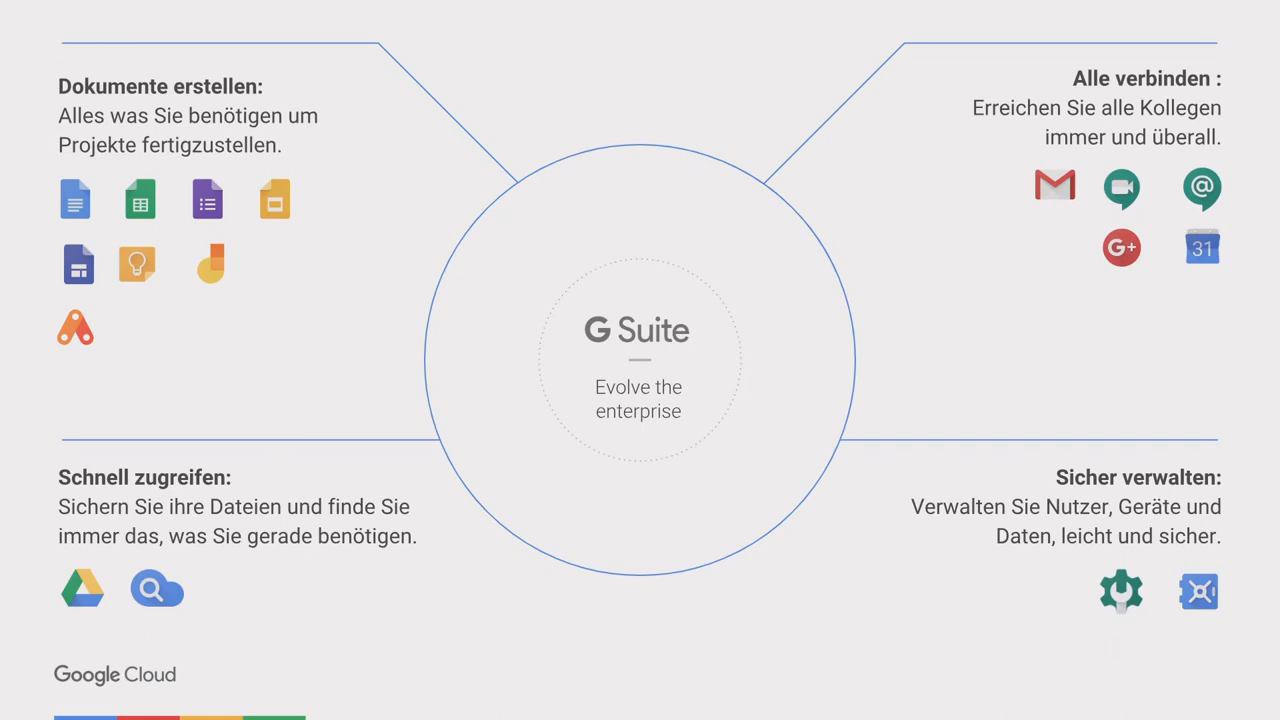 Dokumente erstellen:
Alles was Sie benötigen um
Projekte fertigzustellen.
Alle verbinden :
Erreichen Sie alle Kollegen
immer und überall.
G+
31
@
G Suite
Evolve the
enterprise
Schnell zugreifen:
Sichern Sie ihre Dateien und finde Sie
immer das, was Sie gerade benötigen.
Sicher verwalten:
Verwalten Sie Nutzer, Geräte und
Daten, leicht und sicher.
Google Cloud